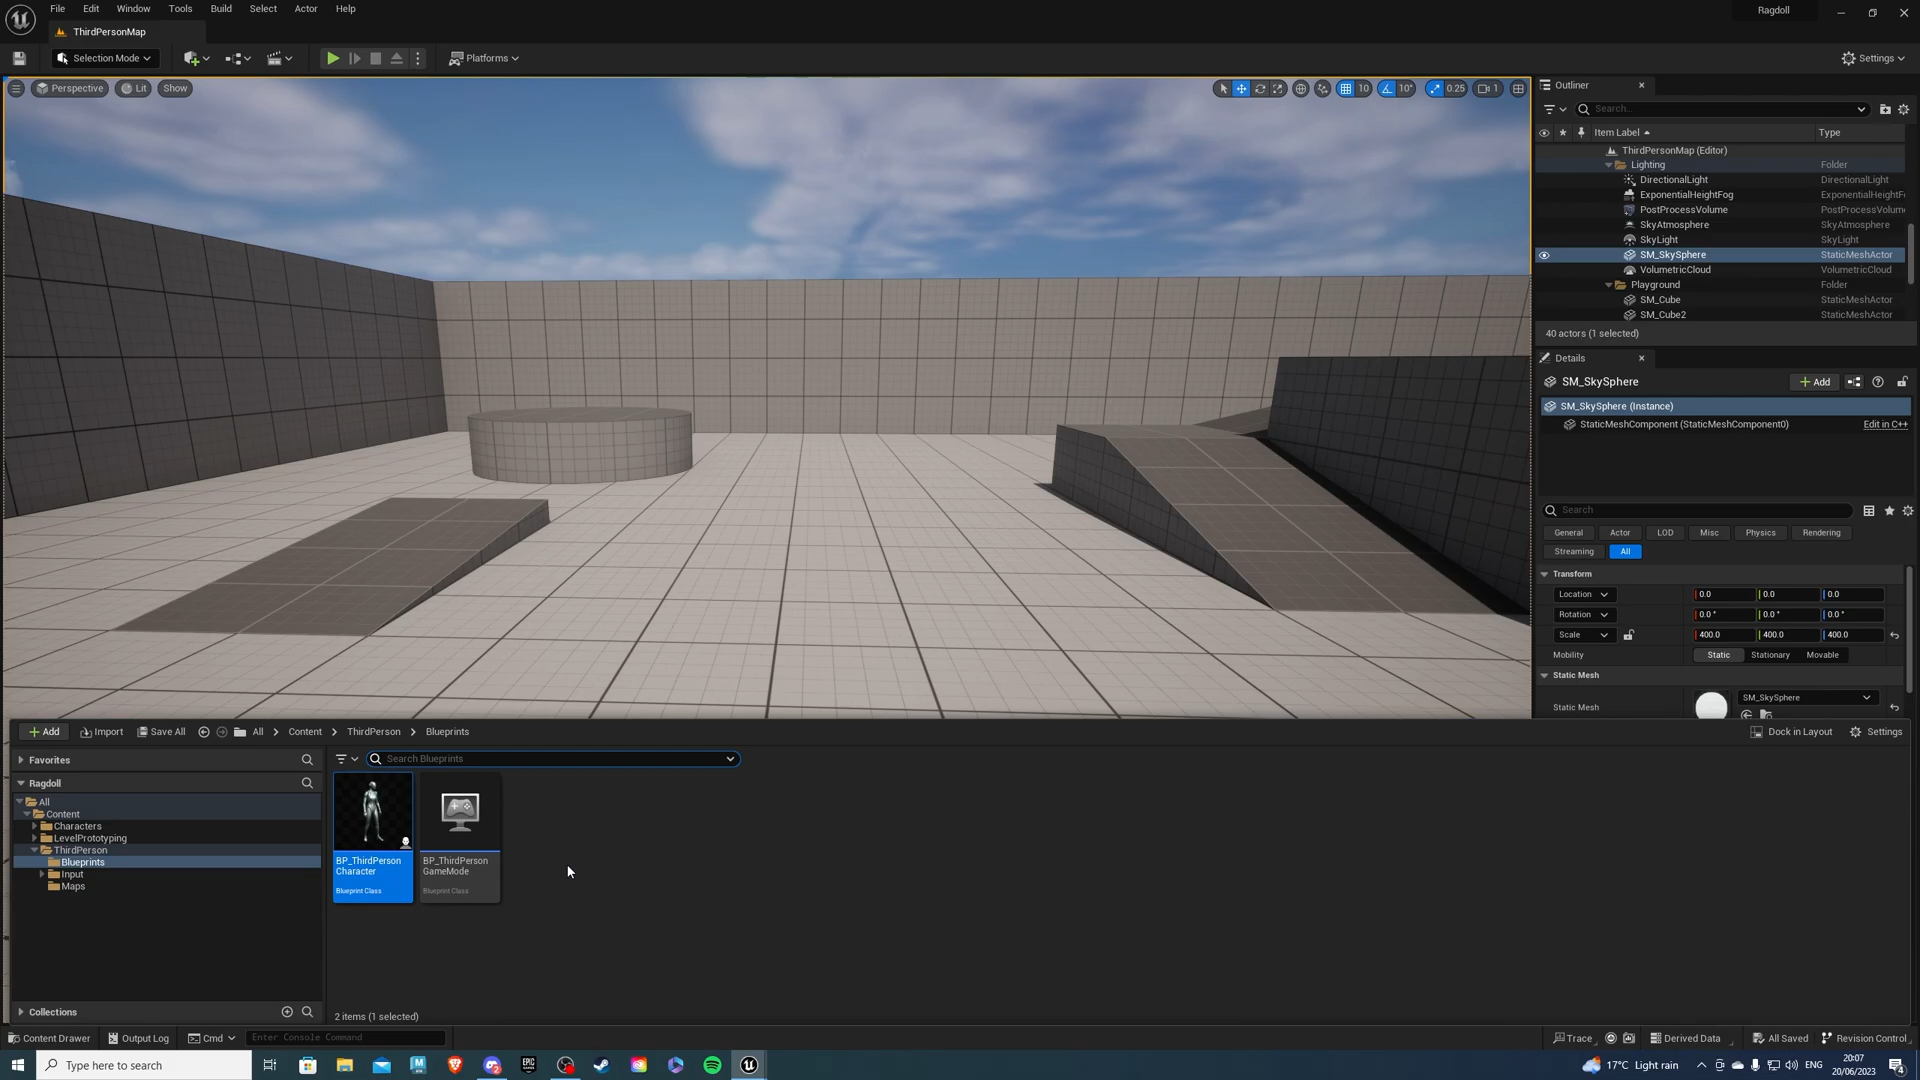 File Edit Window Tools Build Select Actor Help
Ragdoll
ThirdPersonMap
Selection Mode
Platforms
Settings
Perspective Lit Show
10 10° 0.25 1
Outliner
Search...
Item Label Type
ThirdPersonMap (Editor)
Lighting Folder
DirectionalLight DirectionalLight
ExponentialHeightFog ExponentialHeightF
PostProcessVolume PostProcessVolum
SkyAtmosphere SkyAtmosphere
SkyLight SkyLight
SM_SkySphere StaticMeshActor
VolumetricCloud VolumetricCloud
Playground Folder
SM_Cube StaticMeshActor
SM_Cube2 StaticMeshActor
40 actors (1 selected)
Details
SM_SkySphere
Add
SM_SkySphere (Instance)
StaticMeshComponent (StaticMeshComponent0) Edit in C++
Search
General Actor LOD Misc Physics Rendering
Streaming All
Transform
Location 0.0 0.0 0.0
Rotation 0.0 ° 0.0 ° 0.0 °
Scale 400.0 400.0 400.0
Mobility Static Stationary Movable
Static Mesh
Static Mesh SM_SkySphere
Add Import Save All All Content ThirdPerson Blueprints Dock in Layout Settings
Favorites
Search Blueprints
Ragdoll
All
Content
Characters
LevelPrototyping
ThirdPerson
Blueprints
Input
Maps
BP_ThirdPerson
Character
Blueprint Class
BP_ThirdPerson
GameMode
Blueprint Class
Collections
2 items (1 selected)
Content Drawer Output Log Cmd Enter Console Command Trace Derived Data All Saved Revision Control
Type here to search
17°C Light rain
ENG
20:07
20/06/2023
4